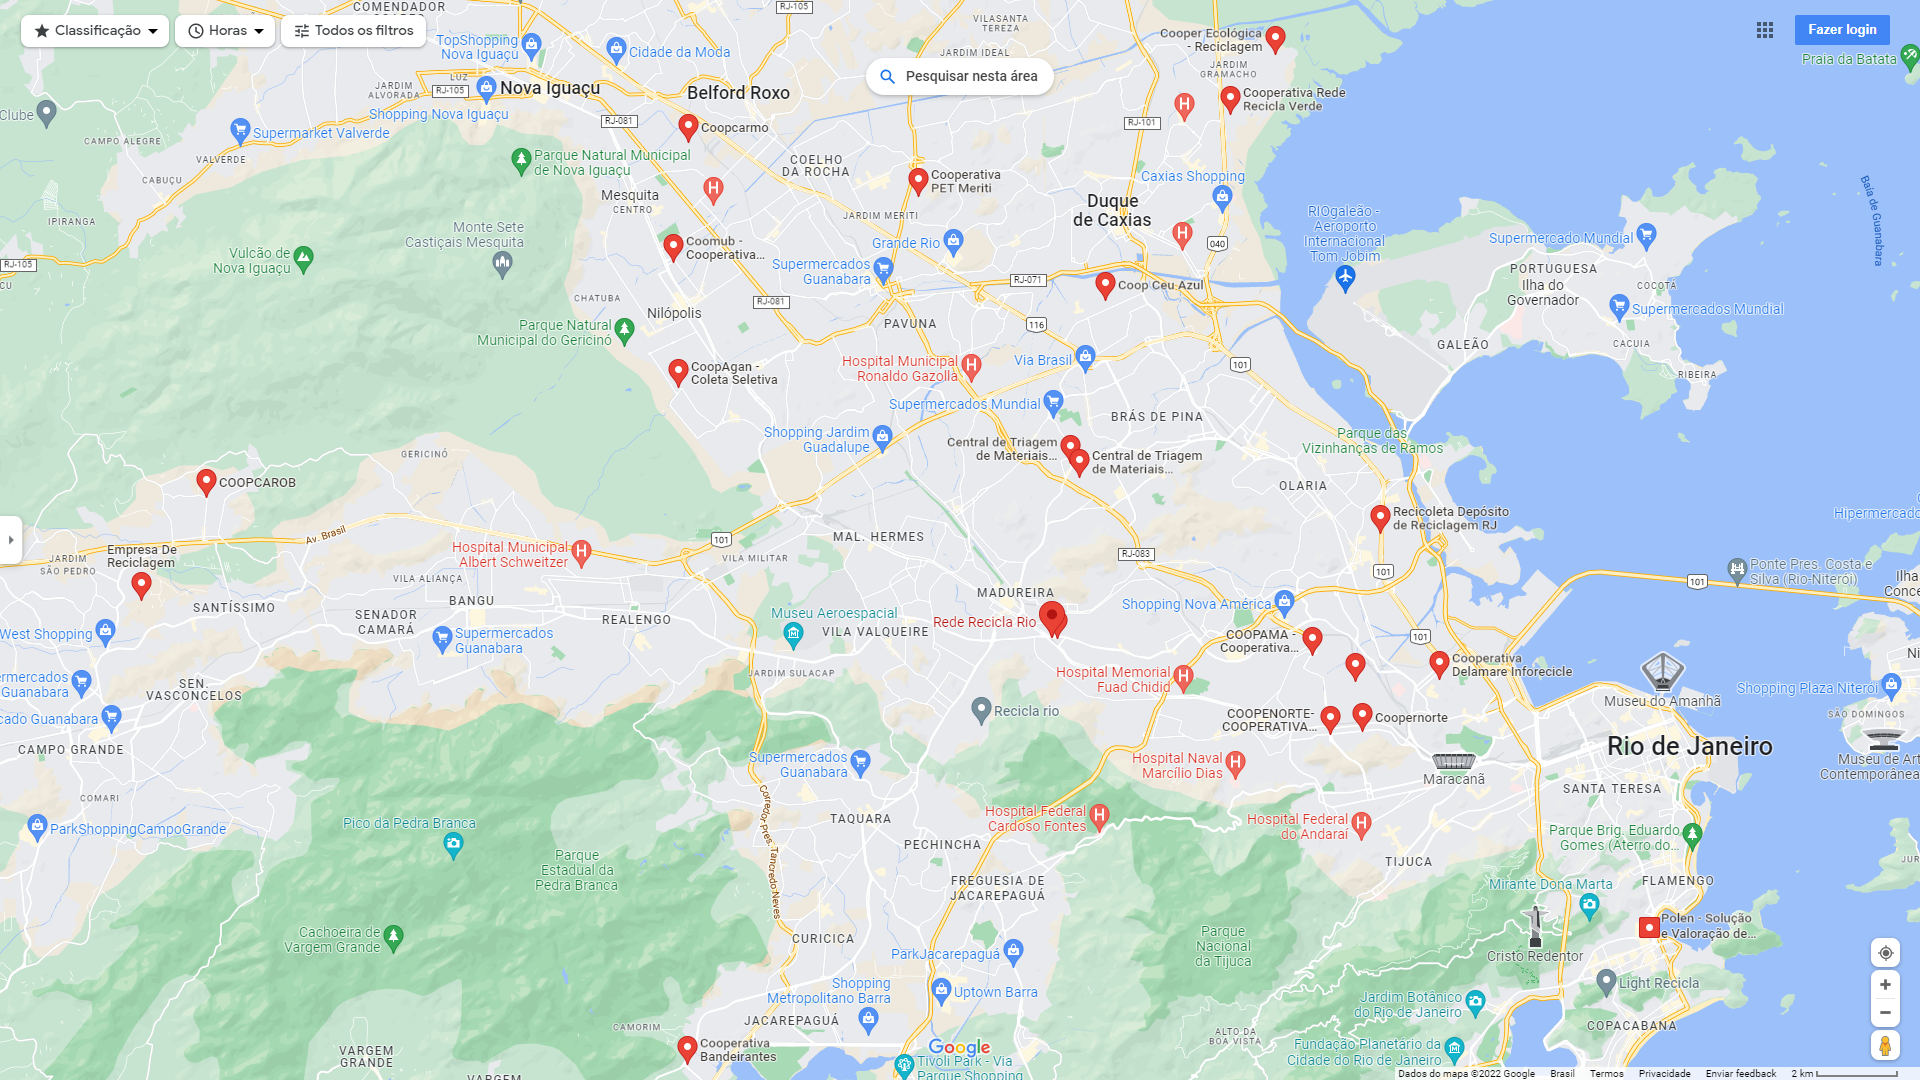 COMENDADOR
SOARES
RJ-105
VILASANTA
TEREZA
Classificação
Horas
Todos os filtros
Fazer login
TopShopping
Nova Iguaçu
Cidade da Moda
JARDIM IDEAL
Cooper Ecológica
- Reciclagem
Praia da Batata
JARDIM
GRAMACHO
Pesquisar nesta área
LUZ
JARDIM
ALVORADA
RJ-105
Nova Iguaçu
Belford Roxo
Cooperativa Rede
Recicla Verde
Clube
Shopping Nova Iguaçu
RJ-081
Coopcarmo
RJ-101
Supermarket Valverde
CAMPO ALEGRE
VALVERDE
Parque Natural Municipal
de Nova Iguaçu
COELHO
DA ROCHA
CABUÇU
Cooperativa
PET Meriti
Caxias Shopping
Mesquita
CENTRO
Duque
de Caxias
JARDIM MERITI
IPIRANGA
Monte Sete
Castiçais Mesquita
RIOgaleão -
Aeroporto
Internacional
Tom Jobim
Baía de Guanabara
Supermercado Mundial
Coomub -
Cooperativa...
Grande Rio
040
Vulcão de
Nova Iguaçu
RJ-105
Supermercados
Guanabara
PORTUGUESA
Ilha do
Governador
COCOTÁ
RJ-071
Coop Ceu Azul
CHATUBA
RJ-081
Nilópolis
Supermercados Mundial
Parque Natural
Municipal do Gericinó
PAVUNA
116
GALEÃO
CACUIA
Hospital Municipal
Ronaldo Gazolla
Via Brasil
101
CoopAgan -
Coleta Seletiva
RIBEIRA
Supermercados Mundial
BRÁS DE PINA
Shopping Jardim
Guadalupe
Central de Triagem
de Materiais...
Central de Triagem
de Materiais...
Parque das
Vizinhanças de Ramos
GERICINÓ
COOPCAROB
OLARIA
Recicoleta Depósito
de Reciclagem RJ
Hipermercado
Av. Brasil
101
MAL. HERMES
JARDIM
SÃO PEDRO
Empresa De
Reciclagem
Hospital Municipal
Albert Schweitzer
VILA MILITAR
RJ-083
101
Ponte Pres. Costa e
Silva (Rio-Niterói)
101
VILA ALIANÇA
SANTÍSSIMO
BANGU
SENADOR
CAMARÁ
REALENGO
MADUREIRA
Museu Aeroespacial
VILA VALQUEIRE
Rede Recicla Rio
Shopping Nova América
West Shopping
Supermercados
Guanabara
COOPAMA -
Cooperativa...
101
Cooperativa
Delamare Inforecicle
JARDIM SULACAP
Hospital Memorial
Fuad Chidid
SEN.
VASCONCELOS
Guanabara
Shopping Plaza Niterói
Museu do Amanhã
Recicla rio
COOPENORTE-
COOPERATIVA...
Coopernorte
SÃO DOMINGOS
CAMPO GRANDE
Rio de Janeiro
Supermercados
Guanabara
Hospital Naval
Marcílio Dias
Maracanã
SANTA TERESA
COMARI
Corredor Pres. Tancredo Neves
TAQUARA
Hospital Federal
Cardoso Fontes
Hospital Federal
do Andaraí
ParkShoppingCampoGrande
Pico da Pedra Branca
Parque Brig. Eduardo
Gomes (Aterro do...
PECHINCHA
Parque
Estadual da
Pedra Branca
TIJUCA
FREGUESIA DE
JACAREPAGUÁ
Mirante Dona Marta
FLAMENGO
Polen - Solução
e Valoração de...
Cachoeira de
Vargem Grande
CURICICA
Parque
Nacional
da Tijuca
ParkJacarepaguá
Cristo Redentor
Shopping
Metropolitano Barra
Uptown Barra
Light Recicla
Jardim Botânico
do Rio de Janeiro
JACAREPAGUÁ
CAMORIM
ALTO DA
BOA VISTA
COPACABANA
VARGEM
GRANDE
Cooperativa
Bandeirantes
Google
Tivoli Park - Via
Parque Shopping
Fundação Planetário da
Cidade do Rio de Janeiro
VARGEM
Dados do mapa ©2022 Google
Brasil
Termos
Privacidade
Enviar feedback
2 km